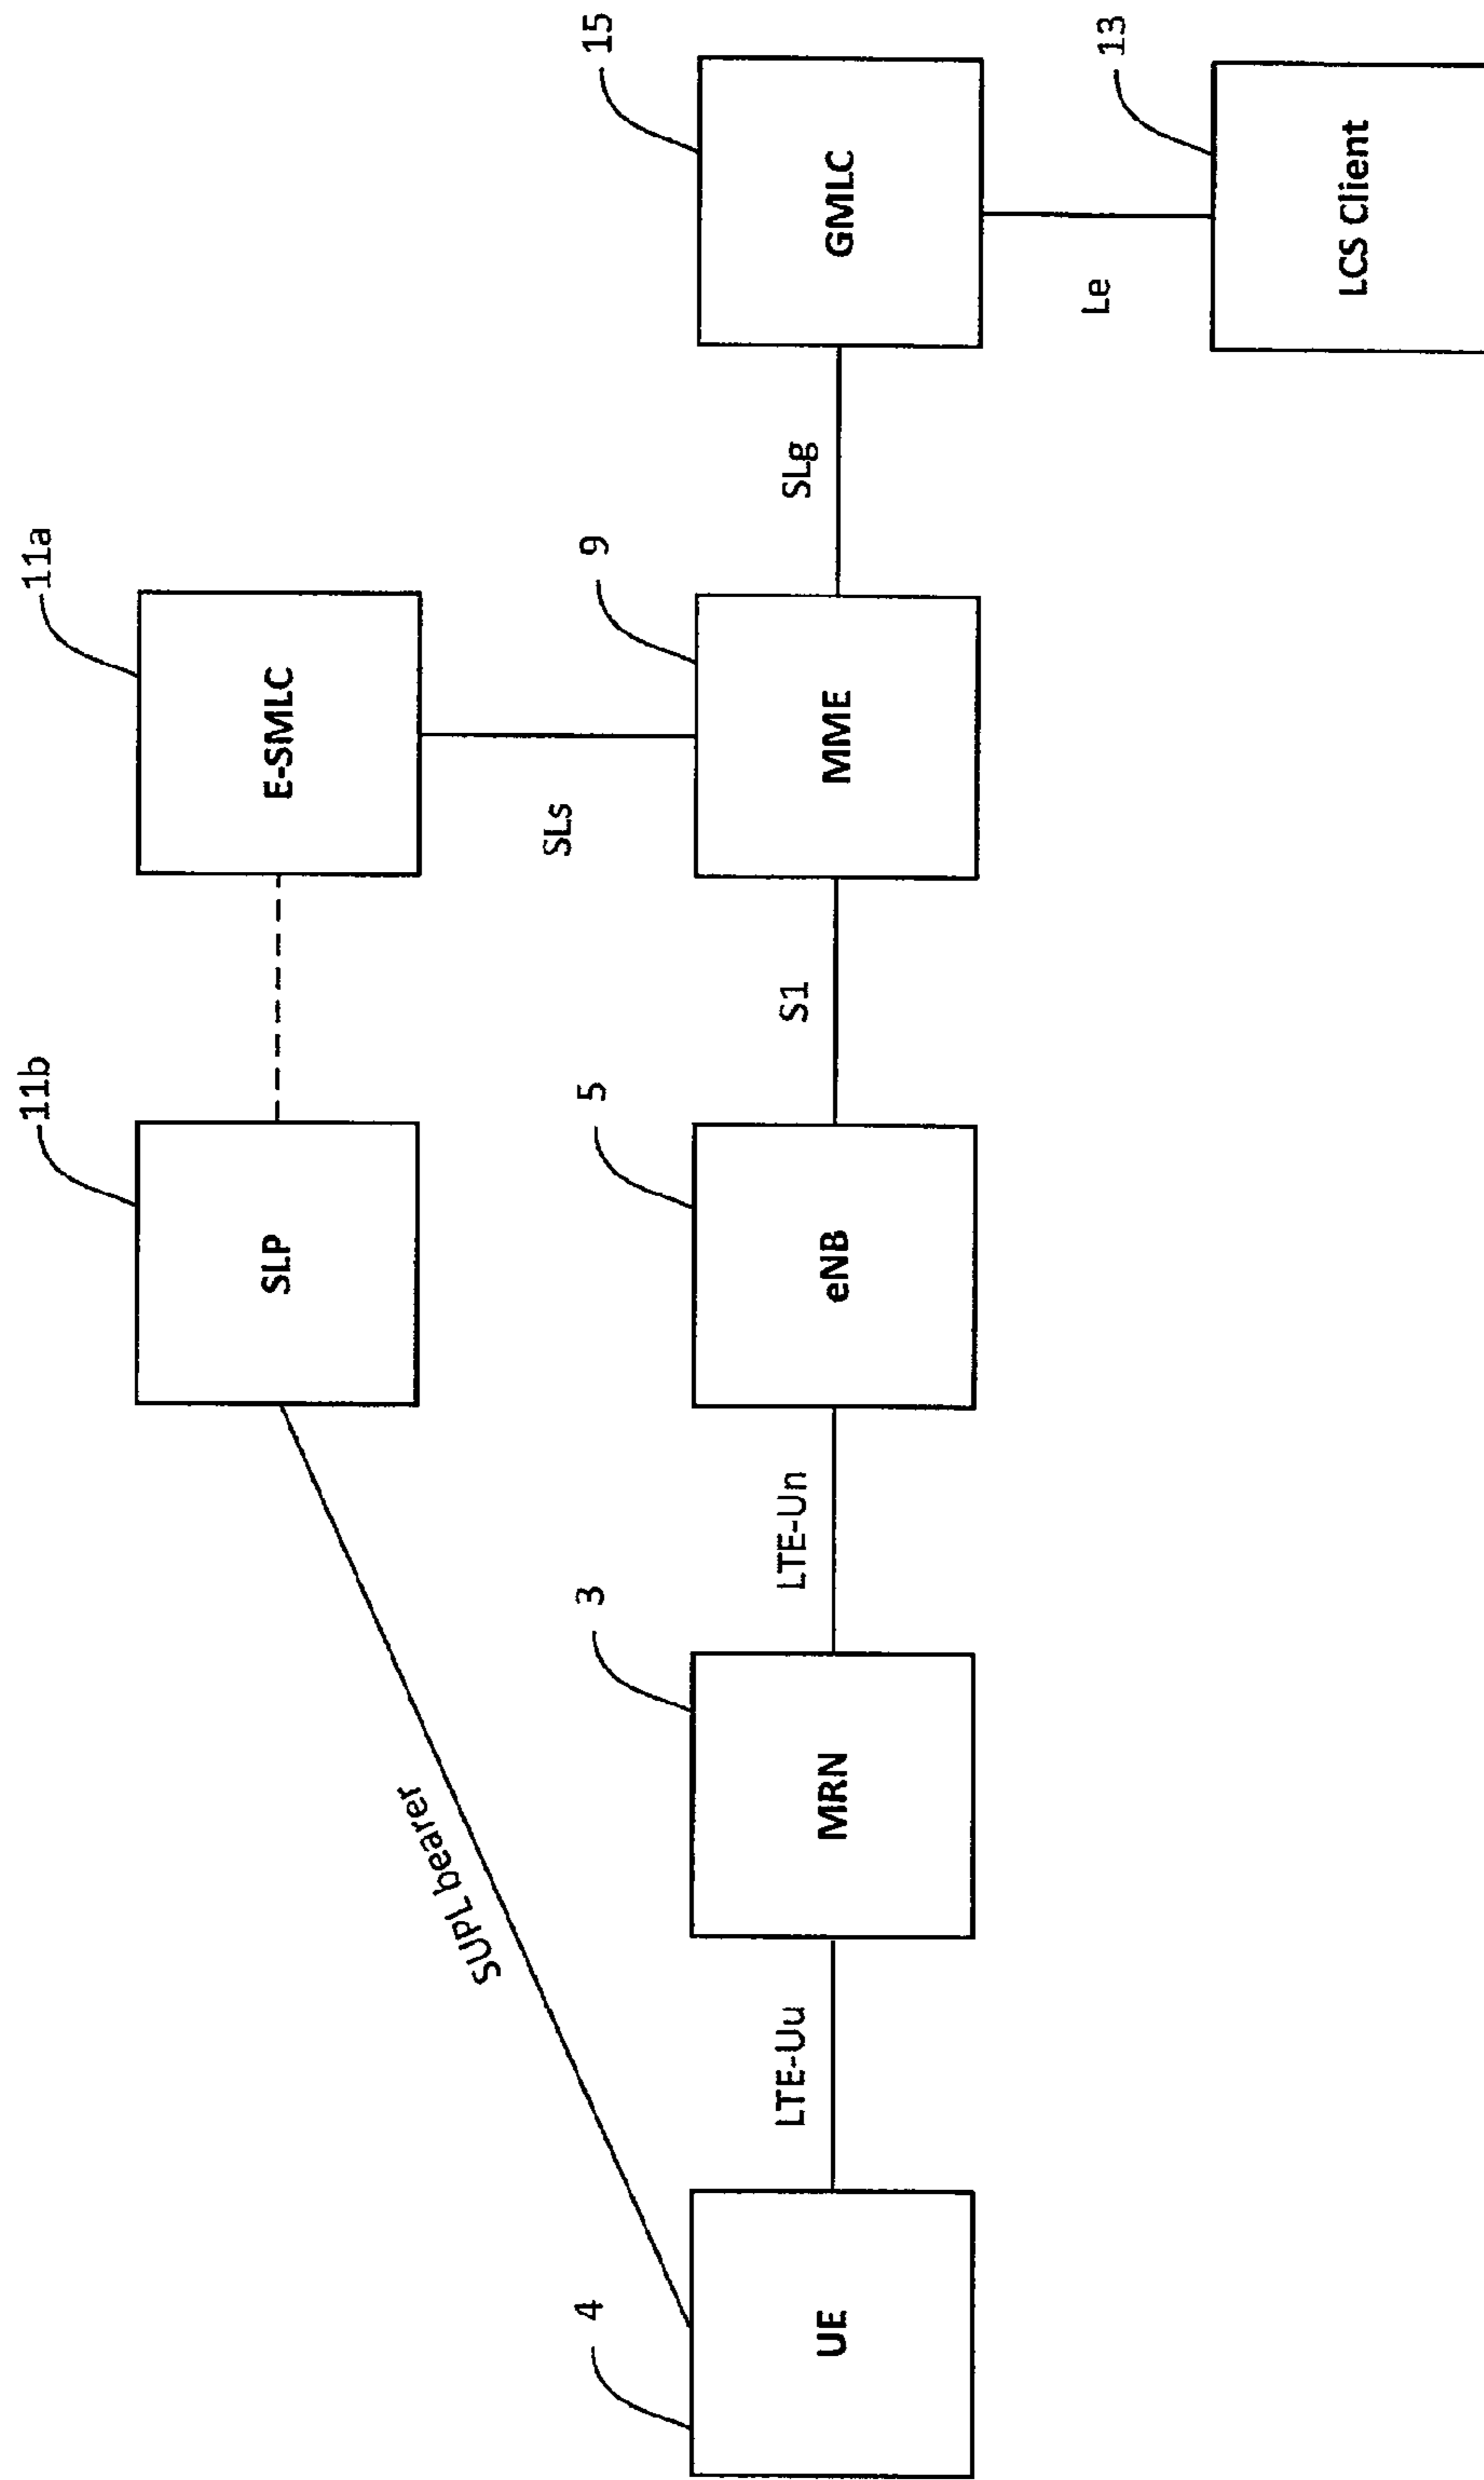 11b
11a
SLP
E-SMLC
SUPL bearer
SLs
4
3
5
9
15
UE
LTE-Uu
MRN
LTE-Un
eNB
S1
MME
SLg
GMLC
Le
13
LCS Client